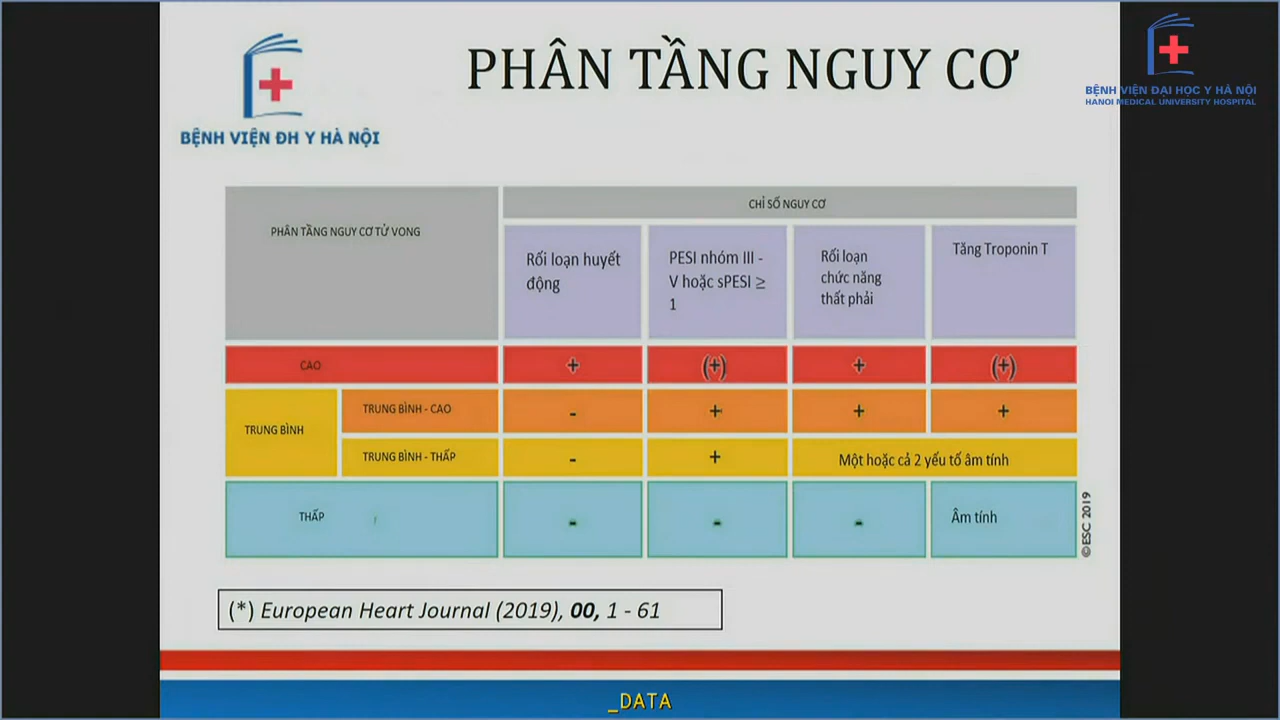 PHÂN TẦNG NGUY CƠ
BỆNH VIỆN ĐH Y HÀ NỘI
BỆNH VIỆN ĐẠI HỌC Y HÀ NỘI
HANOI MEDICAL UNIVERSITY HOSPITAL
PHÂN TẦNG NGUY CƠ TỬ VONG
CHỈ SỐ NGUY CƠ
Rối loạn huyết
động
PESI nhóm III -
V hoặc sPESI ≥
1
Rối loạn
chức năng
thất phải
Tăng Troponin T
CAO
+
(+)
+
(+)
TRUNG BÌNH
TRUNG BÌNH - CAO
-
+
+
+
TRUNG BÌNH - THẤP
-
+
Một hoặc cả 2 yếu tố âm tính
THẤP
-
-
-
Âm tính
©ESC 2019
(*) European Heart Journal (2019), 00, 1 - 61
_DATA